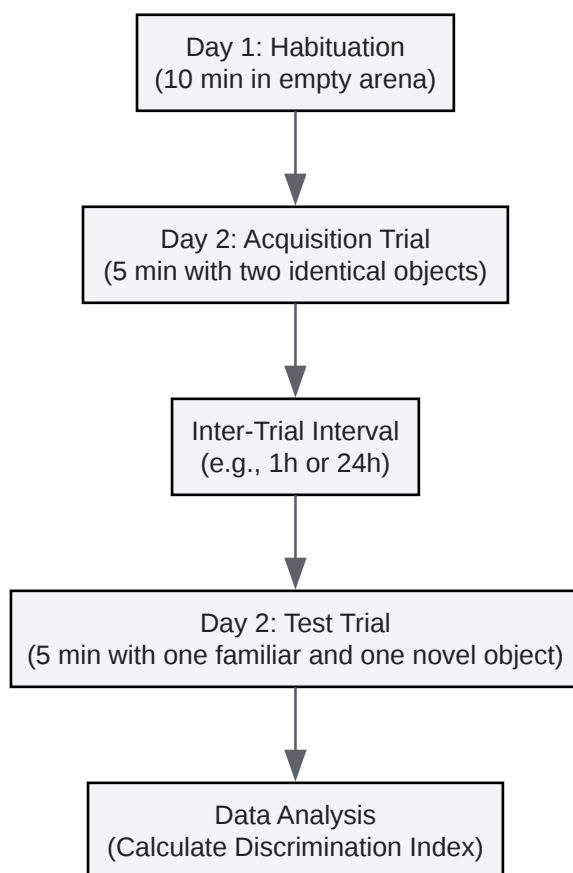 Day 1: Habituation
(10 min in empty arena)
Day 2: Acquisition Trial
(5 min with two identical objects)
Inter-Trial Interval
(e.g., 1h or 24h)
Day 2: Test Trial
(5 min with one familiar and one novel object)
Data Analysis
(Calculate Discrimination Index)